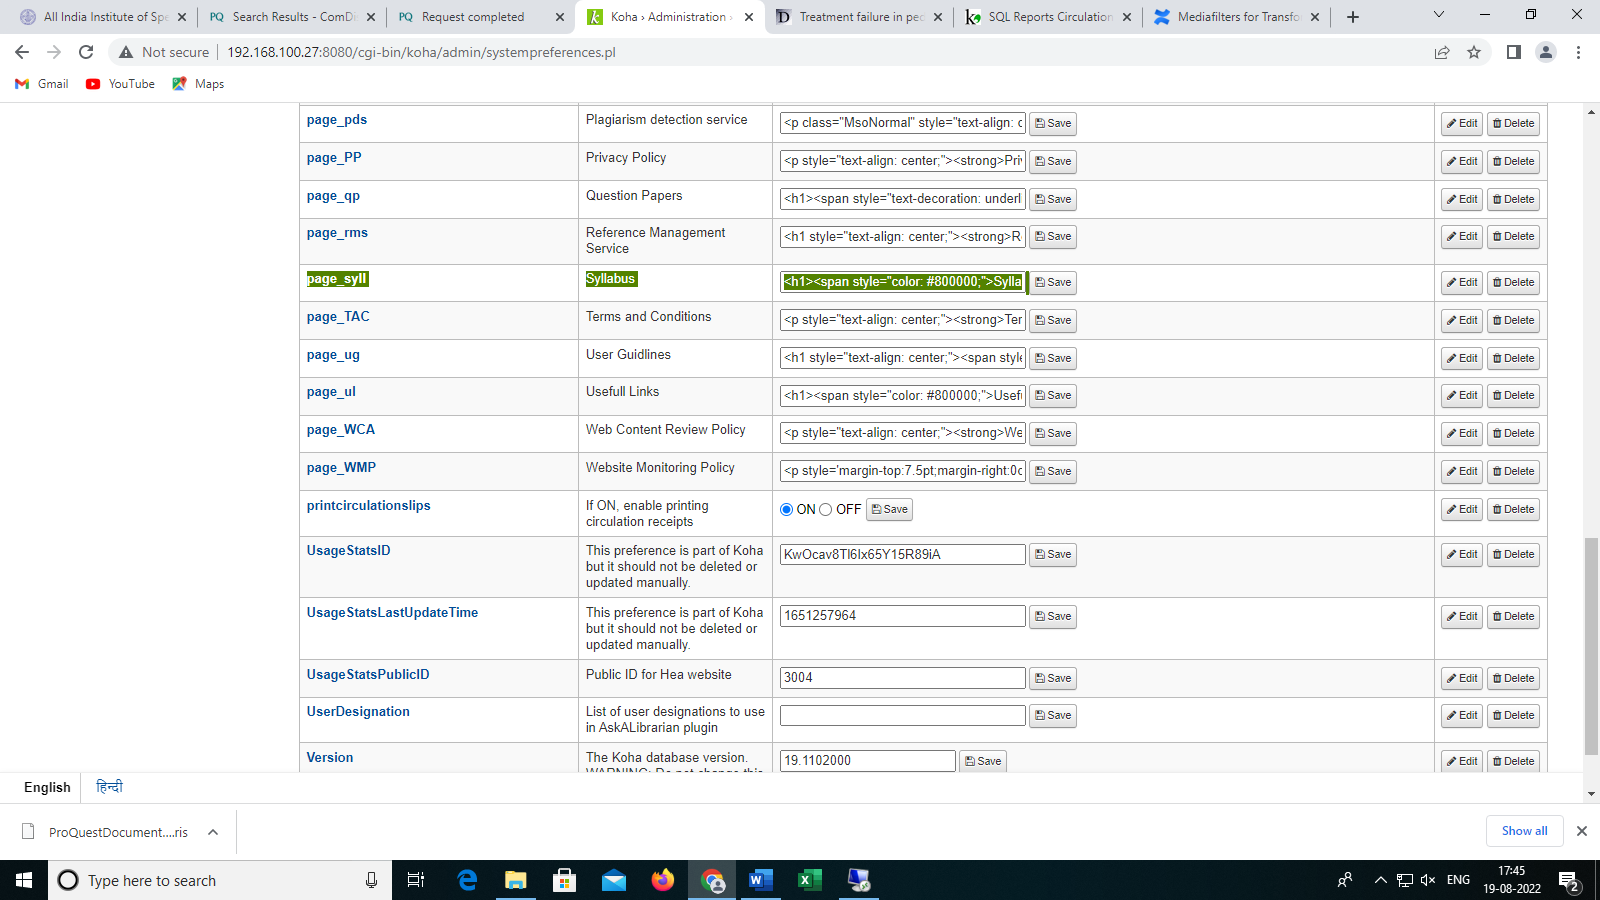 All India Institute of Spe
PQ Search Results - ComDi
PQ Request completed
Koha › Administration ›
Treatment failure in pec
SQL Reports Circulation
Mediafilters for Transfo
Not secure 192.168.100.27:8080/cgi-bin/koha/admin/systempreferences.pl
Gmail YouTube Maps
page_pds Plagiarism detection service <p class="MsoNormal" style="text-align: c Save Edit Delete
page_PP Privacy Policy <p style="text-align: center;"><strong>Pri Save Edit Delete
page_qp Question Papers <h1><span style="text-decoration: underl Save Edit Delete
page_rms Reference Management <h1 style="text-align: center;"><strong>R Save Edit Delete
Service
page_syll Syllabus <h1><span style="color: #800000;">Sylla Save Edit Delete
page_TAC Terms and Conditions <p style="text-align: center;"><strong>Ter Save Edit Delete
page_ug User Guidlines <h1 style="text-align: center;"><span style Save Edit Delete
page_ul Usefull Links <h1><span style="color: #800000;">Usef Save Edit Delete
page_WCA Web Content Review Policy <p style="text-align: center;"><strong>We Save Edit Delete
page_WMP Website Monitoring Policy <p style='margin-top:7.5pt;margin-right:0c Save Edit Delete
printcirculationslips If ON, enable printing ON OFF Save Edit Delete
circulation receipts
UsageStatsID This preference is part of Koha KwOcav8TI6Ix65Y15R89iA Save Edit Delete
but it should not be deleted or
updated manually.
UsageStatsLastUpdateTime This preference is part of Koha 1651257964 Save Edit Delete
but it should not be deleted or
updated manually.
UsageStatsPublicID Public ID for Hea website 3004 Save Edit Delete
UserDesignation List of user designations to use Save Edit Delete
in AskALibrarian plugin
Version The Koha database version. 19.1102000 Save Edit Delete
WARNING: Do not change this
English हिन्दी
ProQuestDocument....ris Show all
Type here to search
ENG
17:45
19-08-2022
2